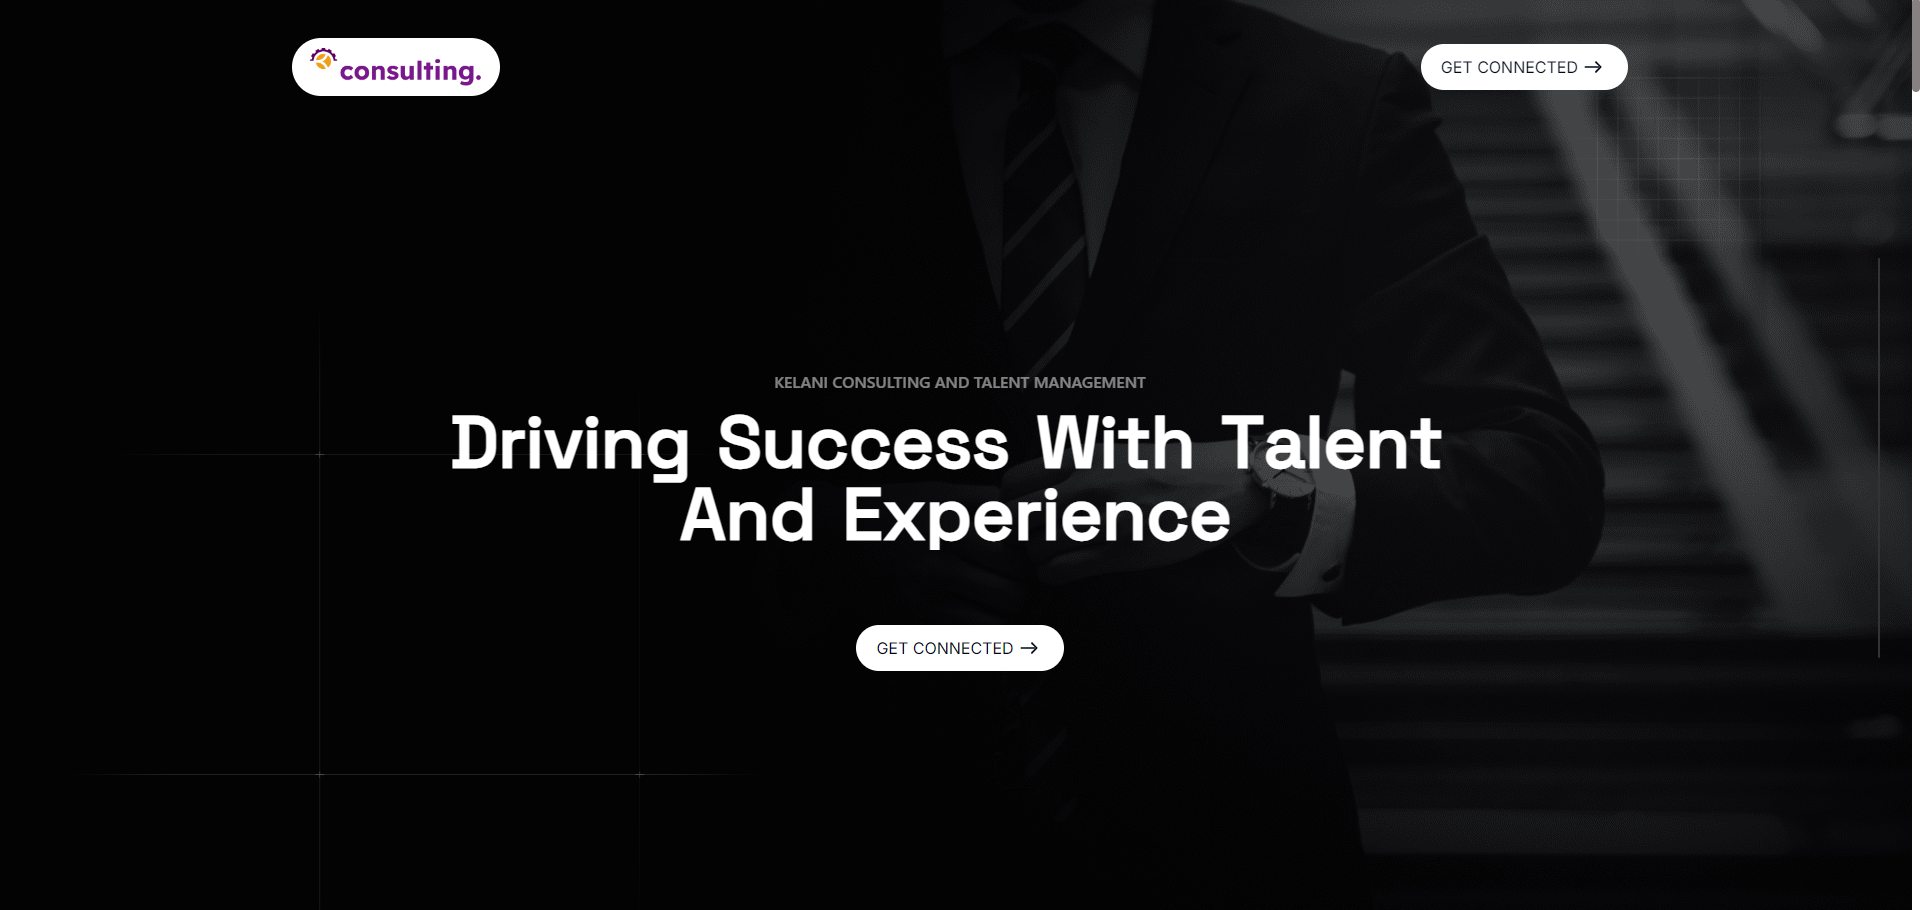 consulting.
GET CONNECTED →
KELANI CONSULTING AND TALENT MANAGEMENT
Driving Success With Talent
And Experience
GET CONNECTED →